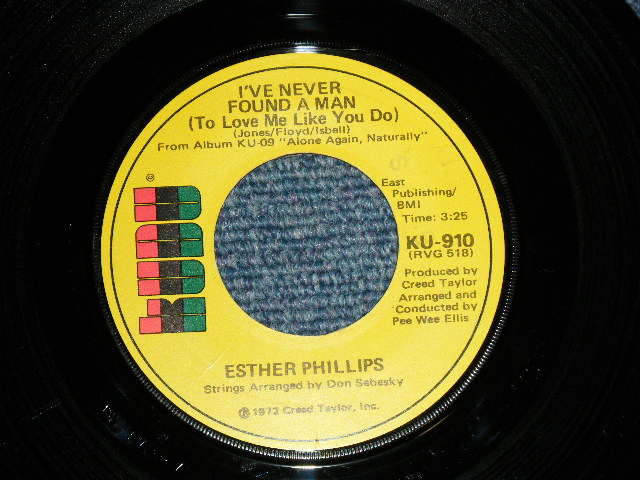 I'VE NEVER
FOUND A MAN
(To Love Me Like You Do)
(Jones/Floyd/Isbell)
From Album KU-09 "Alone Again, Naturally"
KUDU
®
East
Publishing/
BMI
Time: 3:25
KU-910
(RVG 518)
Produced by
Creed Taylor
Arranged and
Conducted by
Pee Wee Ellis
ESTHER PHILLIPS
Strings Arranged by Don Sebesky
℗ © 1972 Creed Taylor, Inc.